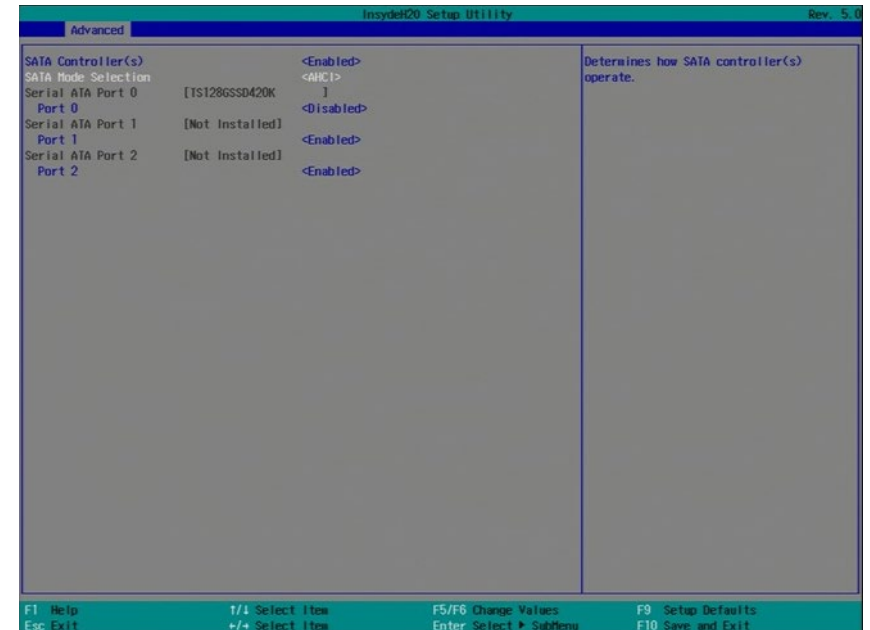 InsydeH20 Setup Utility Rev. 5.0
Advanced
SATA Controller(s) <Enabled>
SATA Mode Selection <AHCI>
Serial ATA Port 0 [TS128GSSD420K ]
Port 0 <Disabled>
Serial ATA Port 1 [Not Installed]
Port 1 <Enabled>
Serial ATA Port 2 [Not Installed]
Port 2 <Enabled>
Determines how SATA controller(s)
operate.
F1 Help ↑/↓ Select Item F5/F6 Change Values F9 Setup Defaults
Esc Exit ←/→ Select Item Enter Select ▶ SubMenu F10 Save and Exit